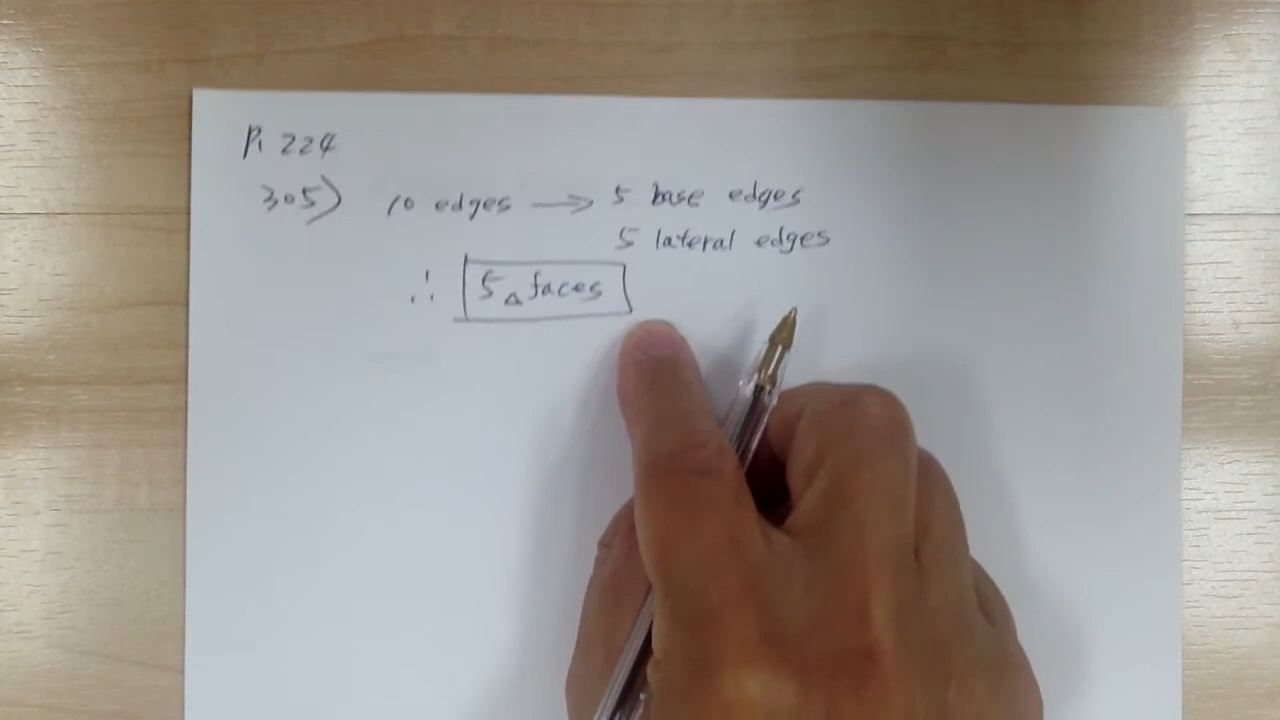 P. 224
305) 10 edges → 5 base edges
5 lateral edges
∴ 5 △ faces